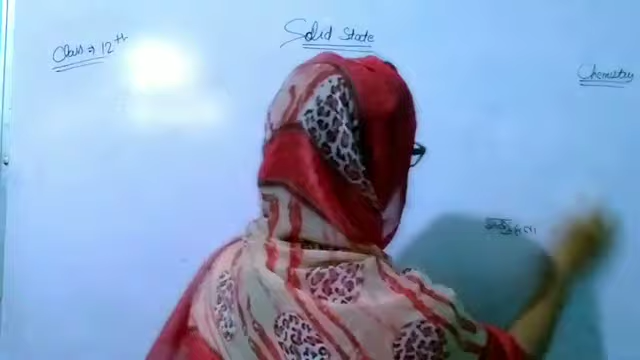 Solid State
Class ⇒ 12th
Chemistry